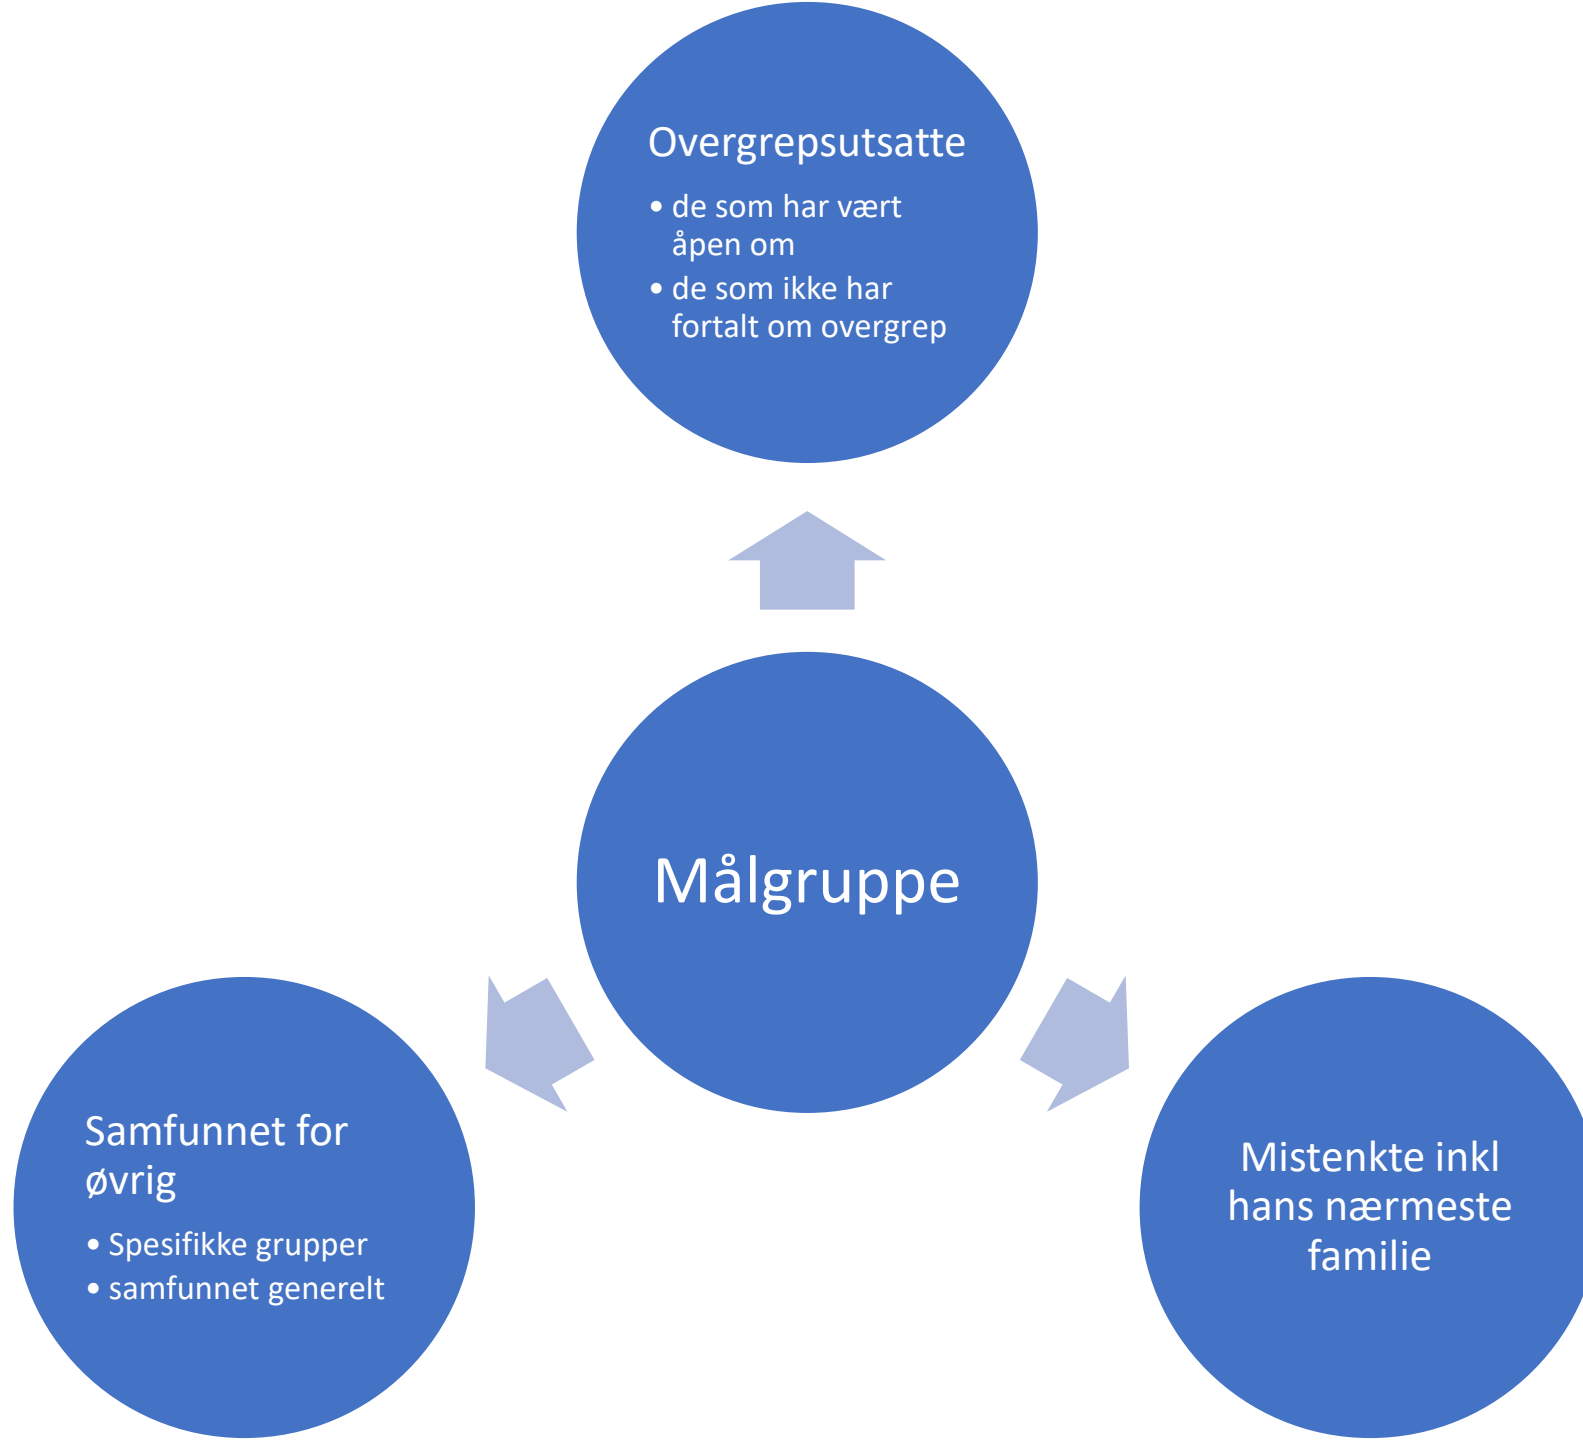 Overgrepsutsatte
• de som har vært
åpen om
• de som ikke har
fortalt om overgrep
Målgruppe
Samfunnet for
øvrig
• Spesifikke grupper
• samfunnet generelt
Mistenkte inkl
hans nærmeste
familie